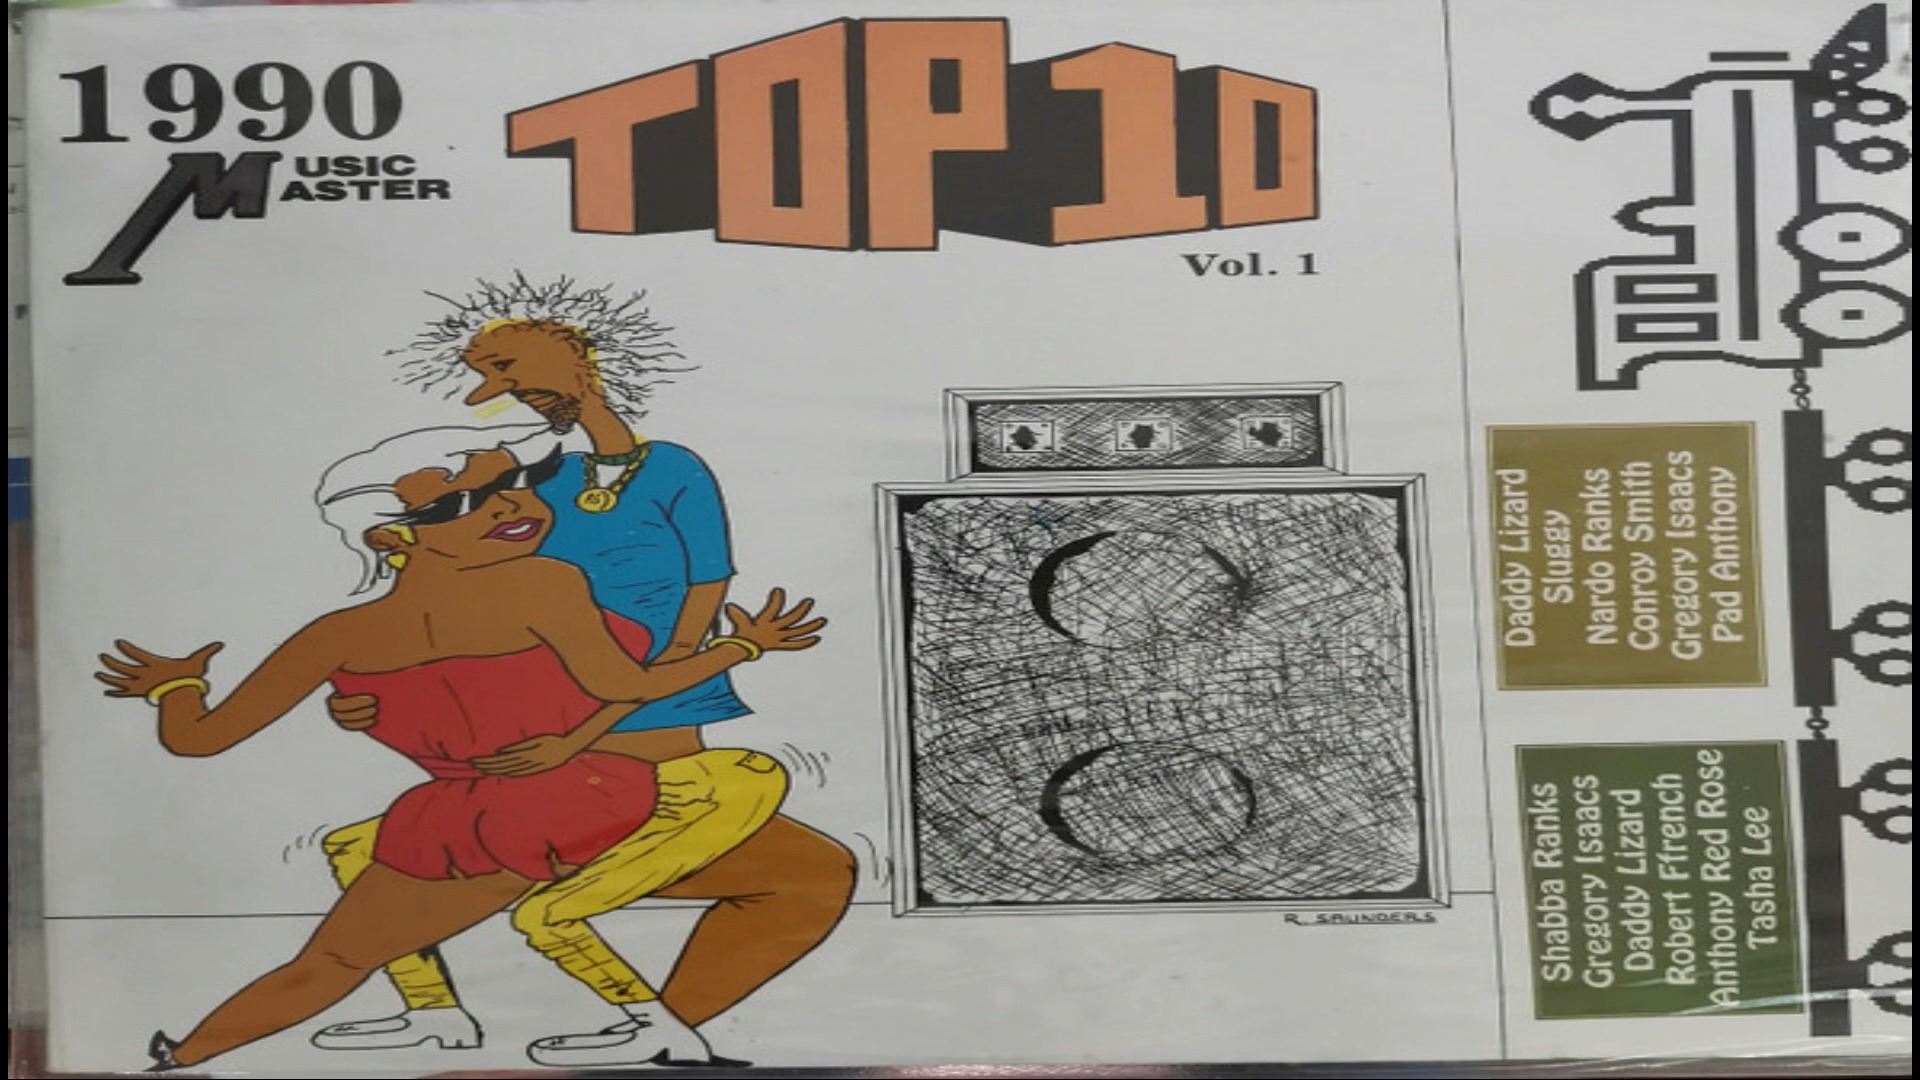 1990
MUSIC
MASTER
TOP 10
Vol. 1
R. SAUNDERS
Daddy Lizard
Sluggy
Nardo Ranks
Conroy Smith
Gregory Isaacs
Pad Anthony
Shabba Ranks
Gregory Isaacs
Daddy Lizard
Robert Ffrench
Anthony Red Rose
Tasha Lee